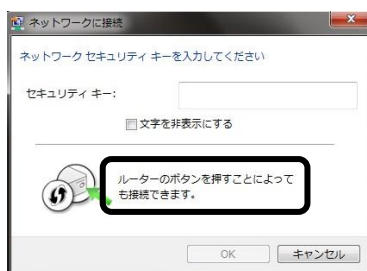 ネットワークに接続
ネットワーク セキュリティ キーを入力してください
セキュリティ キー:
文字を非表示にする
ルーターのボタンを押すことによって
も接続できます。
OK
キャンセル